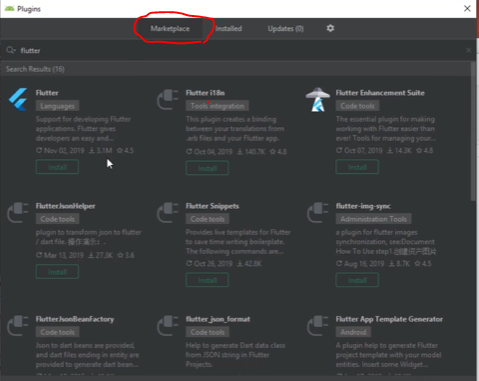 Plugins
Marketplace
Installed
Updates (0)
flutter
Search Results (16)
Flutter
Languages
Support for developing Flutter
applications. Flutter gives
developers an easy and...
Nov 02, 2019
3.1M
4.5
Install
Flutter i18n
Tools integration
This plugin creates a binding
between your translations from
.arb files and your Flutter app.
Oct 04, 2019
140.7K
4.8
Install
Flutter Enhancement Suite
Code tools
The essential plugin for making
working with Flutter easier than
ever! Tools for managing your...
Oct 07, 2019
14.3K
4.8
Install
FlutterJsonHelper
Code tools
plugin to transform json to flutter
/ dart file. 操作演示：.
Mar 13, 2019
27.3K
3.6
Install
Flutter Snippets
Code tools
Provides live templates for Flutter
to save time writing boilerplate.
The following commands are...
Oct 26, 2019
42.8K
Install
flutter-img-sync
Administration Tools
a plugin for flutter images
synchronization, see:Document
How To Use step1.创建资产图片
Aug 16, 2019
8.7K
4.5
Install
FlutterJsonBeanFactory
Code tools
Json to dart beans are provided,
and dart files ending in entity are
provided to generate dart bean...
flutter_json_format
Code tools
Help to generate Dart data class
from JSON string in Flutter
Projects.
Flutter App Template Generator
Android
A plugin help to generate Flutter
project template with your model
entities. Insert some Widget...